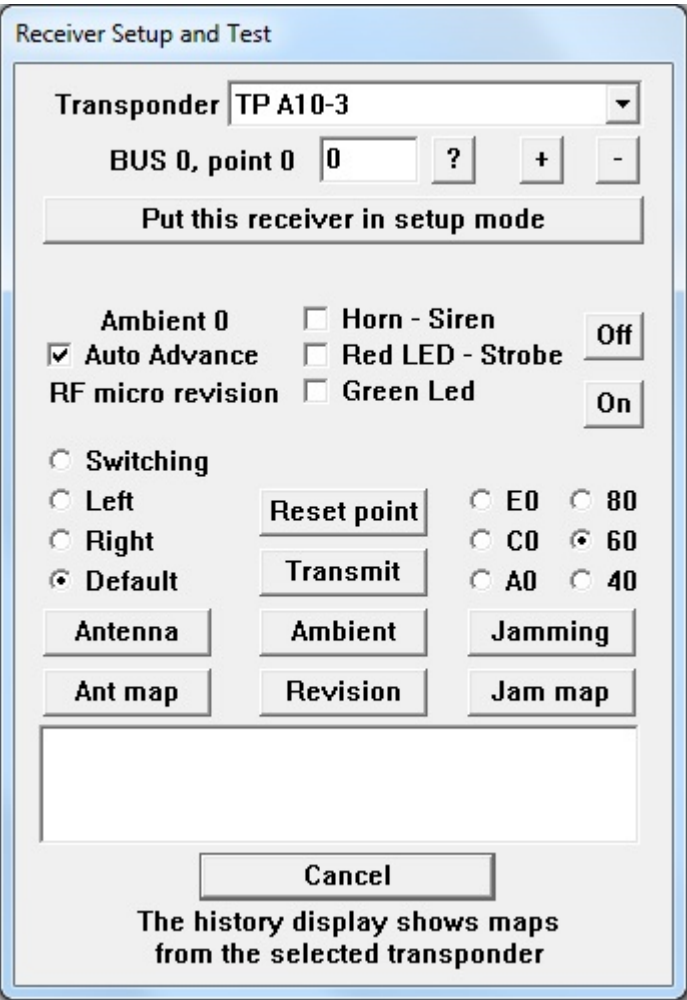 Receiver Setup and Test
Transponder TP A10-3
BUS 0, point 0 0 ? + -
Put this receiver in setup mode
Ambient 0 Horn - Siren Off
Auto Advance Red LED - Strobe
RF micro revision Green Led On
Switching
Left Reset point E0 80
Right C0 60
Default Transmit A0 40
Antenna Ambient Jamming
Ant map Revision Jam map
Cancel
The history display shows maps
from the selected transponder